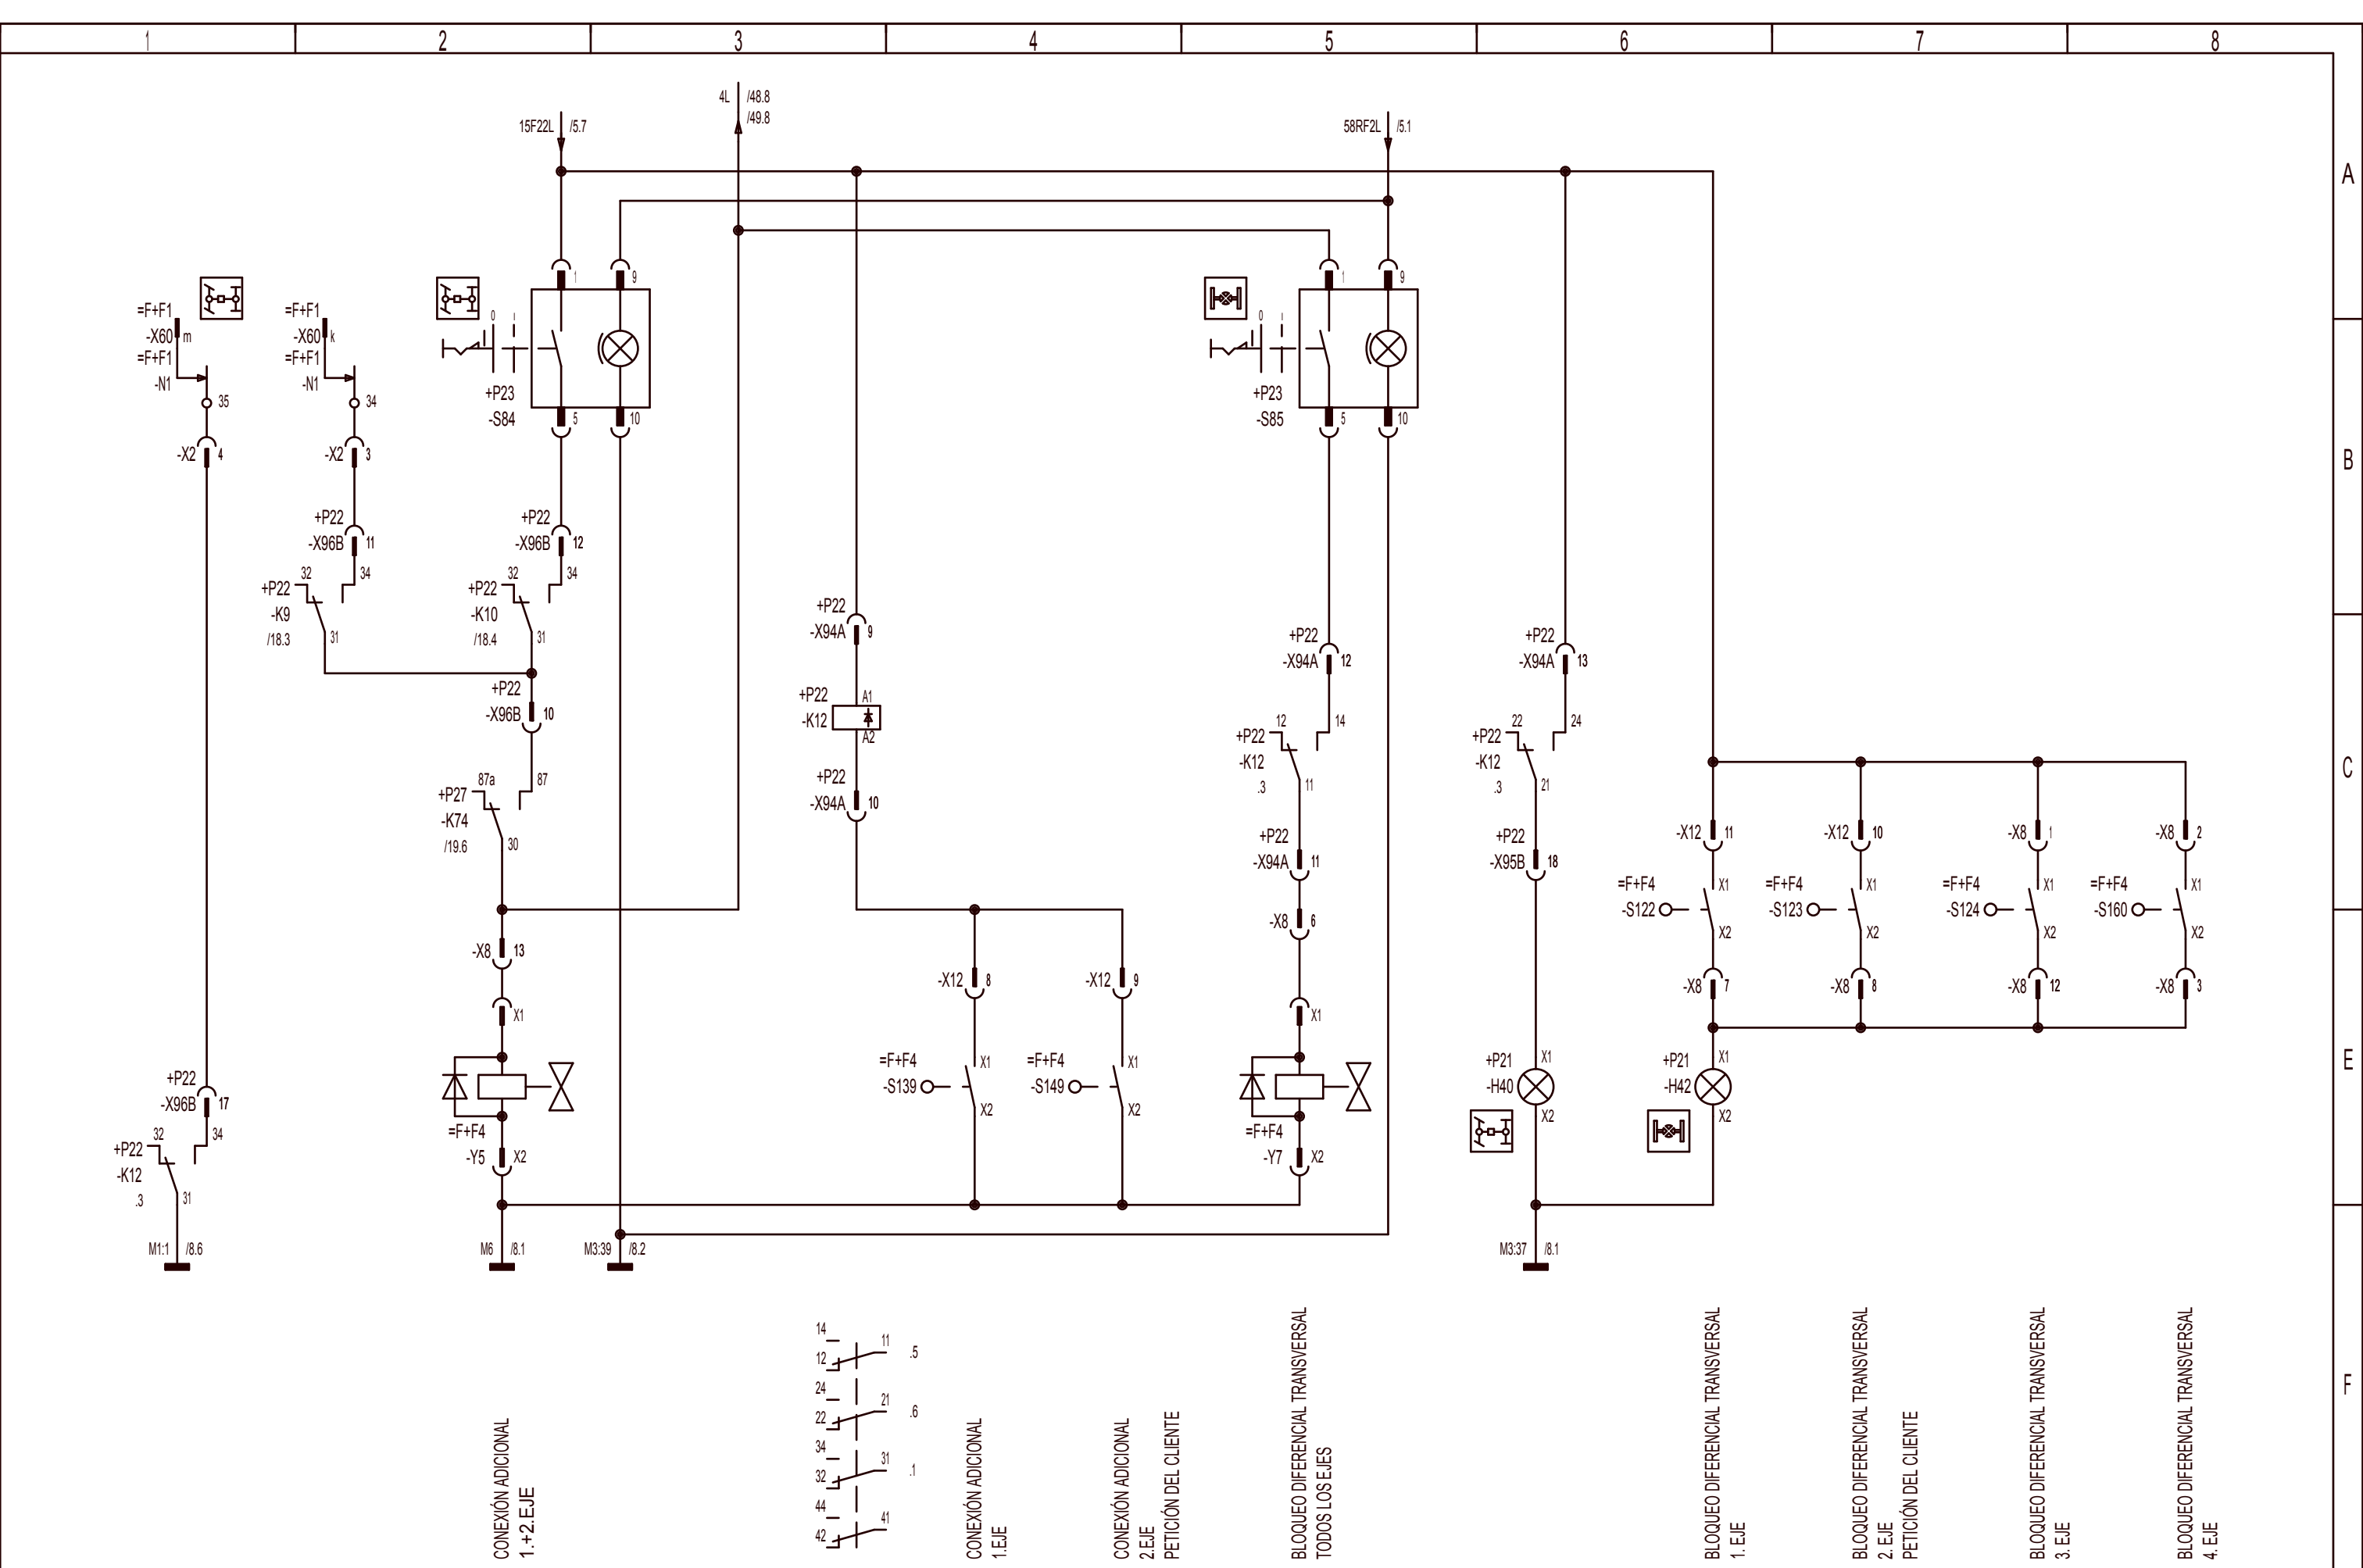 1 2 3 4 5 6 7 8
4L /48.8
/49.8
15F22L /5.7
58RF2L /5.1
A
=F+F1
-X60 m
=F+F1
-N1
35
-X2 4
=F+F1
-X60 k
=F+F1
-N1
34
-X2 3
+P22
-X96B 11
32 34
+P22
-K9
/18.3
31
1 9
0 I
+P23
-S84
5 10
+P22
-X96B 12
32 34
+P22
-K10
/18.4
31
+P22
-X96B 10
87a 87
+P27
-K74
/19.6
30
-X8 13
X1
=F+F4
-Y5 X2
+P22
-X94A 9
+P22 A1
-K12
A2
+P22
-X94A 10
-X12 8
=F+F4 X1
-S139
X2
-X12 9
=F+F4 X1
-S149
X2
1 9
0 I
+P23
-S85
5 10
B
+P22
-X94A 12
12 14
+P22
-K12
.3
11
+P22
-X94A 11
-X8 6
X1
=F+F4
-Y7 X2
+P22
-X94A 13
22 24
+P22
-K12
.3
21
+P22
-X95B 18
+P21 X1
-H40
X2
C
-X12 11
=F+F4 X1
-S122
X2
-X8 7
+P21 X1
-H42
X2
-X12 10
=F+F4 X1
-S123
X2
-X8 8
-X8 1
=F+F4 X1
-S124
X2
-X8 12
-X8 2
=F+F4 X1
-S160
X2
-X8 3
E
+P22
-X96B 17
32 34
+P22
-K12
.3
31
M1:1 /8.6
M6 /8.1
M3:39 /8.2
M3:37 /8.1
F
CONEXIÓN ADICIONAL
1.+2.EJE
14
12 11 .5
24
22 21 .6
34
32 31 .1
44
42 41
CONEXIÓN ADICIONAL
1.EJE
CONEXIÓN ADICIONAL
2.EJE
PETICIÓN DEL CLIENTE
BLOQUEO DIFERENCIAL TRANSVERSAL
TODOS LOS EJES
BLOQUEO DIFERENCIAL TRANSVERSAL
1. EJE
BLOQUEO DIFERENCIAL TRANSVERSAL
2. EJE
PETICIÓN DEL CLIENTE
BLOQUEO DIFERENCIAL TRANSVERSAL
3. EJE
BLOQUEO DIFERENCIAL TRANSVERSAL
4. EJE